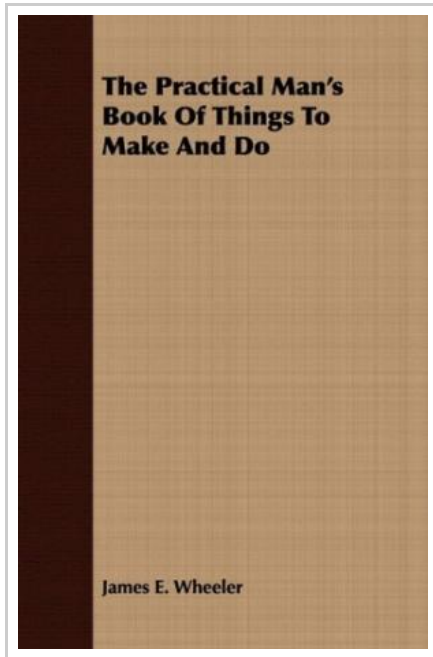 The Practical Man's
Book Of Things To
Make And Do
James E. Wheeler